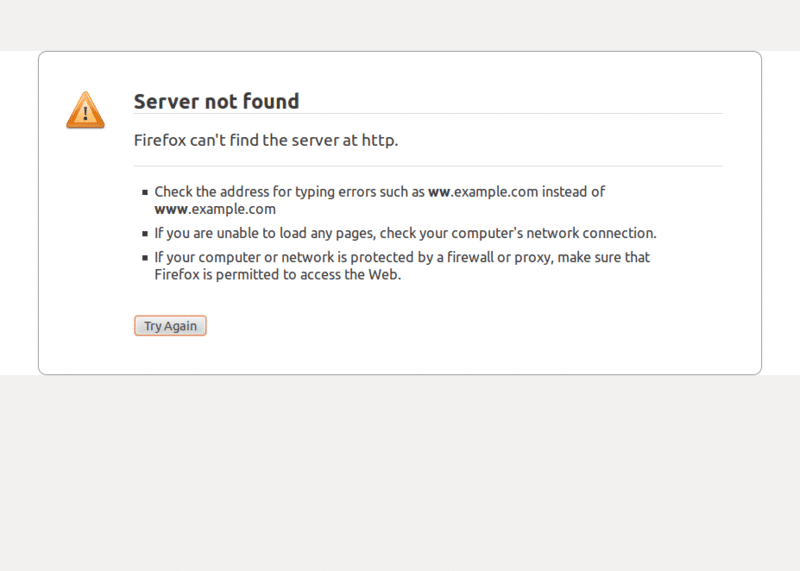 Server not found
Firefox can't find the server at http.
Check the address for typing errors such as ww.example.com instead of
www.example.com
If you are unable to load any pages, check your computer's network connection.
If your computer or network is protected by a firewall or proxy, make sure that
Firefox is permitted to access the Web.
Try Again